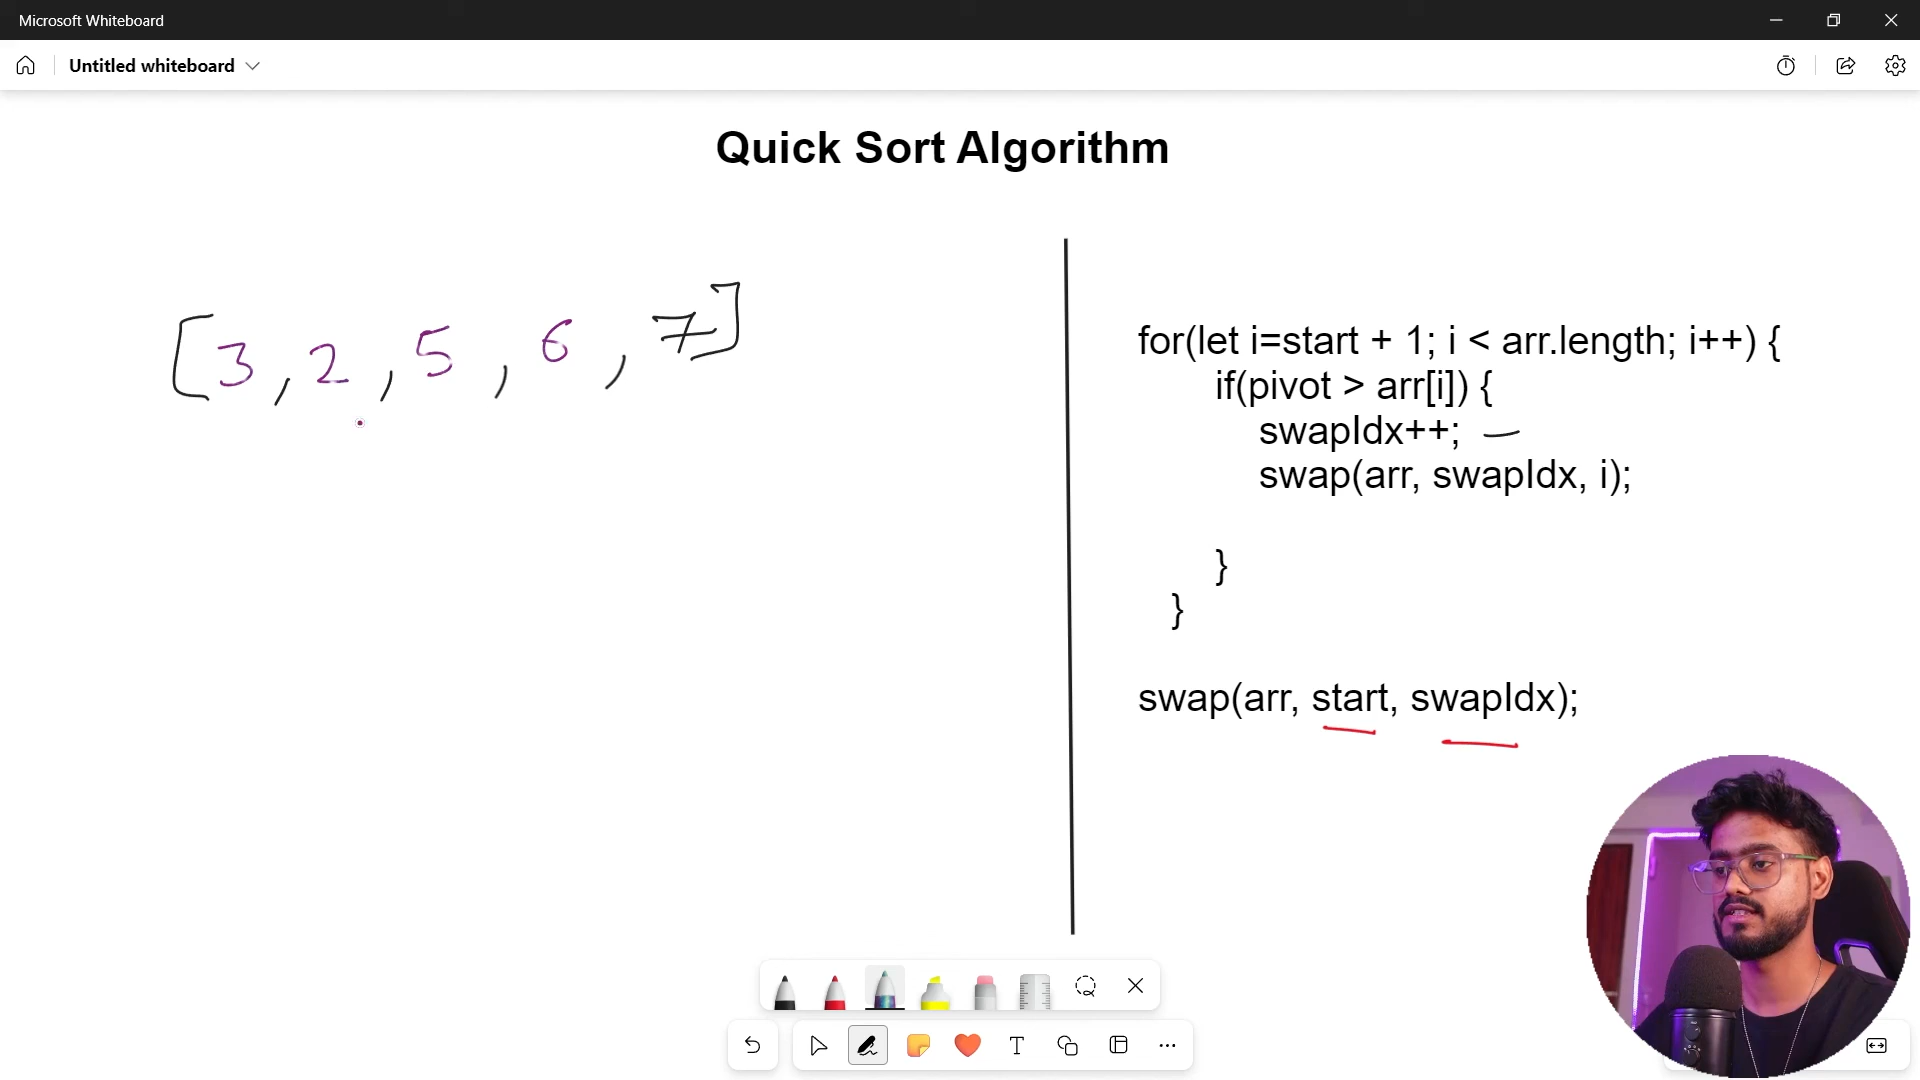 Microsoft Whiteboard
Untitled whiteboard
Quick Sort Algorithm
[3, 2, 5, 6, 7]
for(let i=start + 1; i < arr.length; i++) {
if(pivot > arr[i]) {
swapIdx++;
swap(arr, swapIdx, i);
}
}
swap(arr, start, swapIdx);
T